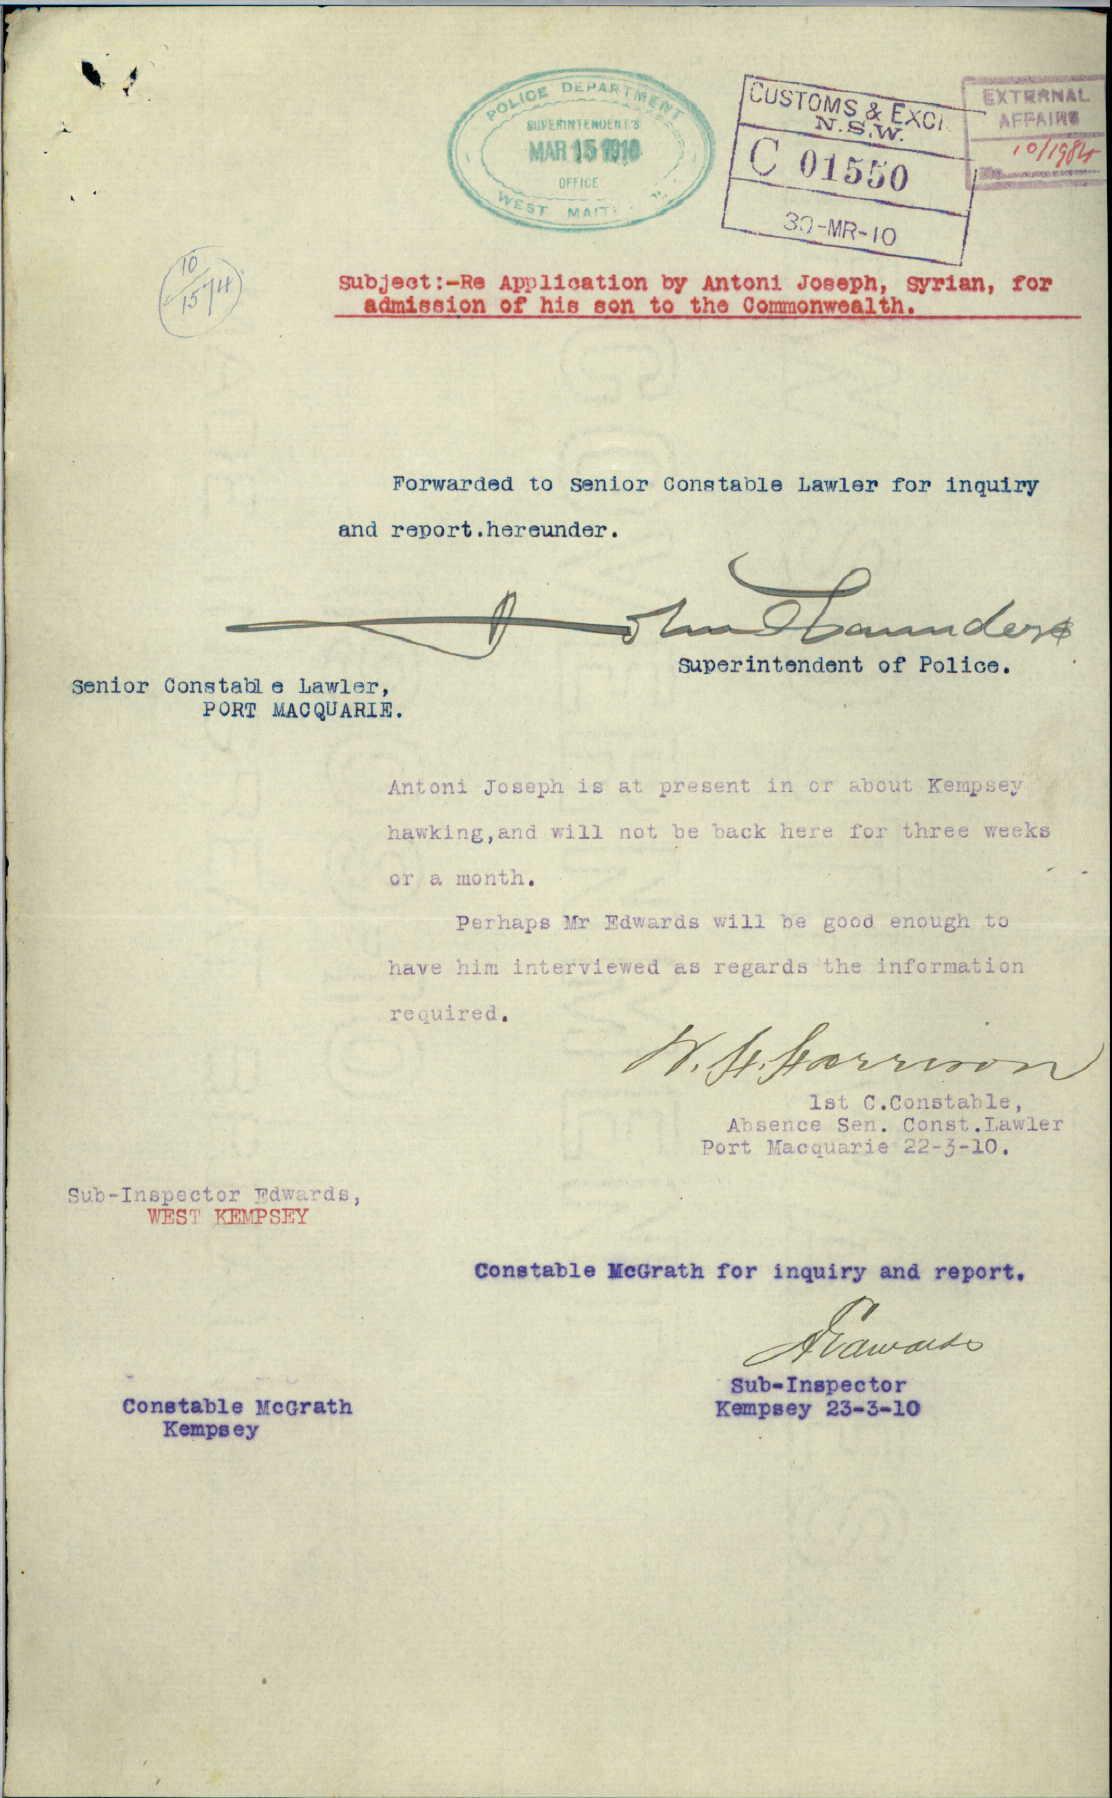 POLICE DEPARTMENT
SUPERINTENDENT'S
MAR 15 1910
OFFICE
WEST MAIT
CUSTOMS & EXCI
N.S.W.
C 01550
30-MR-10
EXTERNAL
AFFAIRS
10/1984
10
1574
Subject:-Re Application by Antoni Joseph, Syrian, for
admission of his son to the Commonwealth.
Forwarded to Senior Constable Lawler for inquiry
and report.hereunder.
John Saunders
Superintendent of Police.
Senior Constable Lawler,
PORT MACQUARIE.
Antoni Joseph is at present in or about Kempsey
hawking,and will not be back here for three weeks
or a month.
Perhaps Mr Edwards will be good enough to
have him interviewed as regards the information
required.
W. H. Harrison
1st C.Constable,
Absence Sen. Const.Lawler
Port Macquarie 22-3-10.
Sub-Inspector Edwards,
WEST KEMPSEY
Constable McGrath for inquiry and report.
Edwards
Sub-Inspector
Kempsey 23-3-10
Constable McGrath
Kempsey